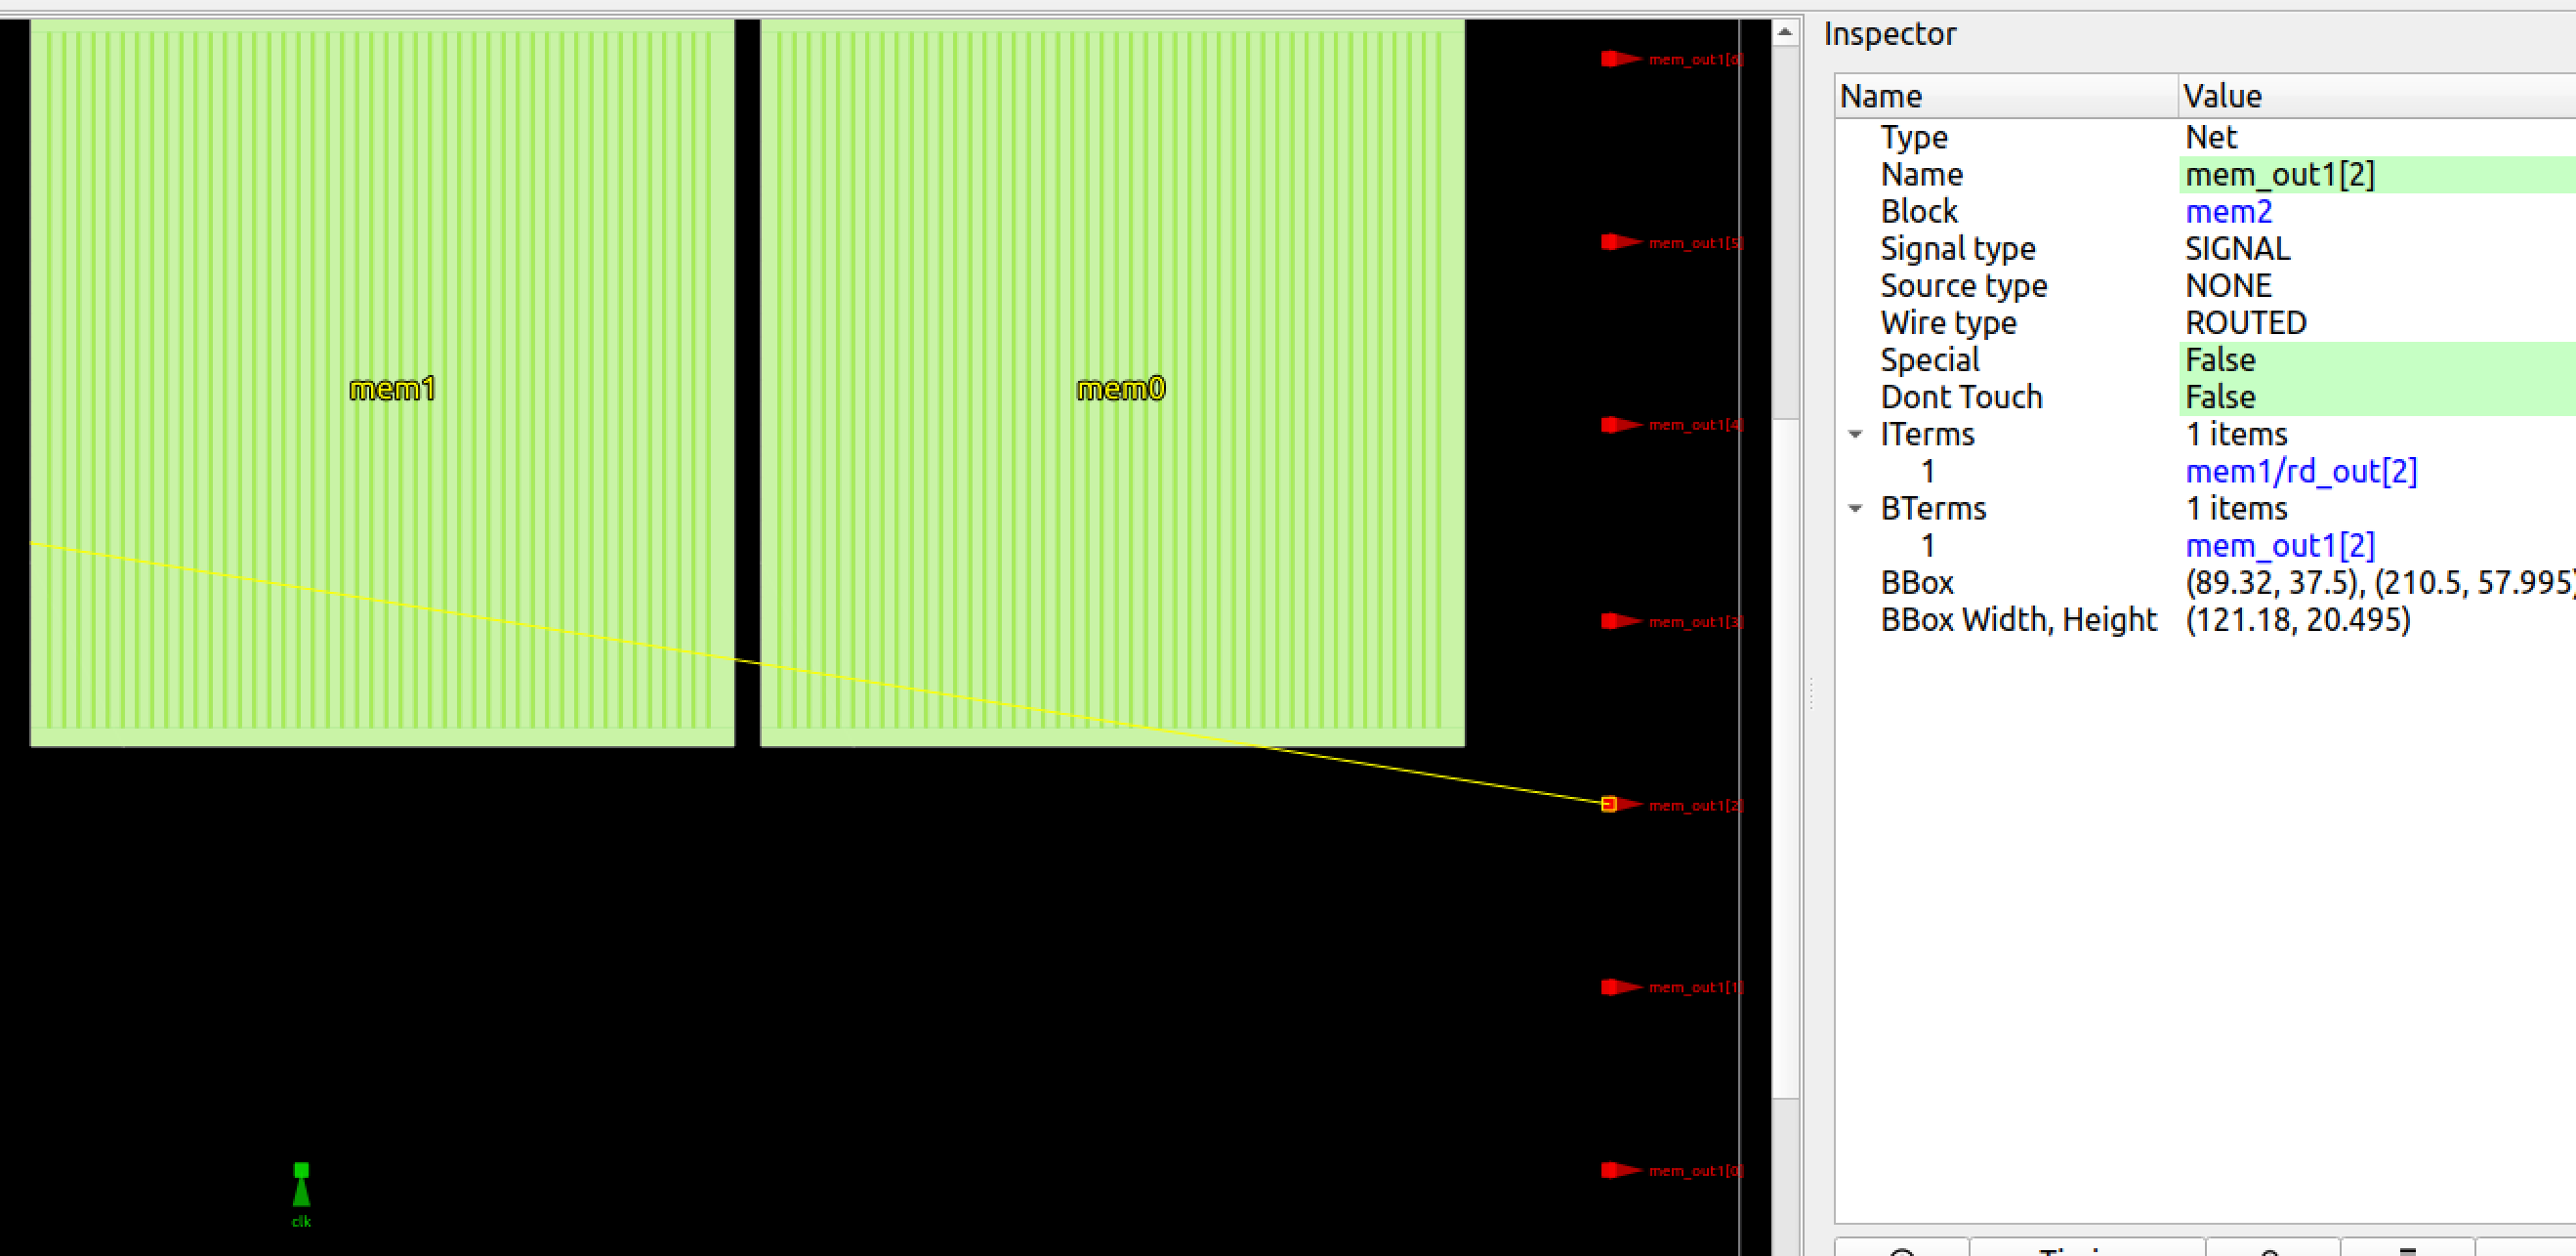 Inspector
Name Value
Type Net
Name mem_out1[2]
Block mem2
Signal type SIGNAL
Source type NONE
Wire type ROUTED
Special False
Dont Touch False
ITerms 1 items
1 mem1/rd_out[2]
BTerms 1 items
1 mem_out1[2]
BBox (89.32, 37.5), (210.5, 57.995)
BBox Width, Height (121.18, 20.495)
mem1
mem0
mem_out1[6]
mem_out1[5]
mem_out1[4]
mem_out1[3]
mem_out1[2]
mem_out1[1]
mem_out1[0]
clk